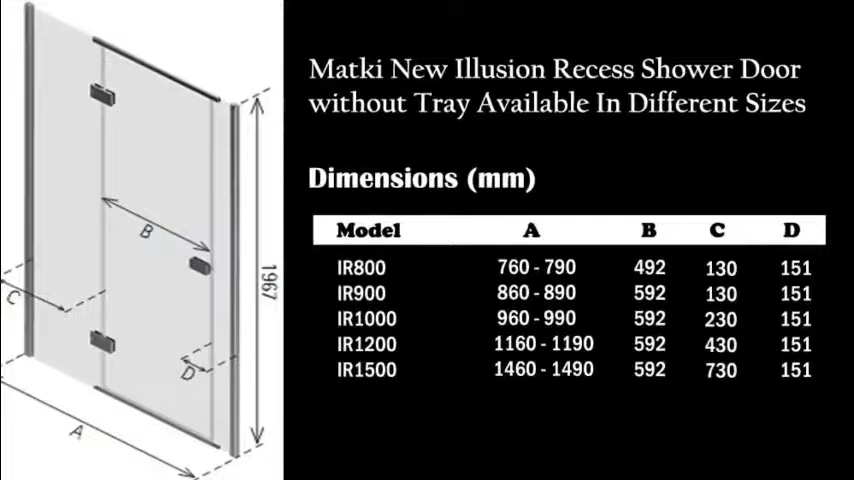 Matki New Illusion Recess Shower Door
without Tray Available In Different Sizes
Dimensions (mm)
Model A B C D
IR800 760 - 790 492 130 151
IR900 860 - 890 592 130 151
IR1000 960 - 990 592 230 151
IR1200 1160 - 1190 592 430 151
IR1500 1460 - 1490 592 730 151
B
1967
C
D
A